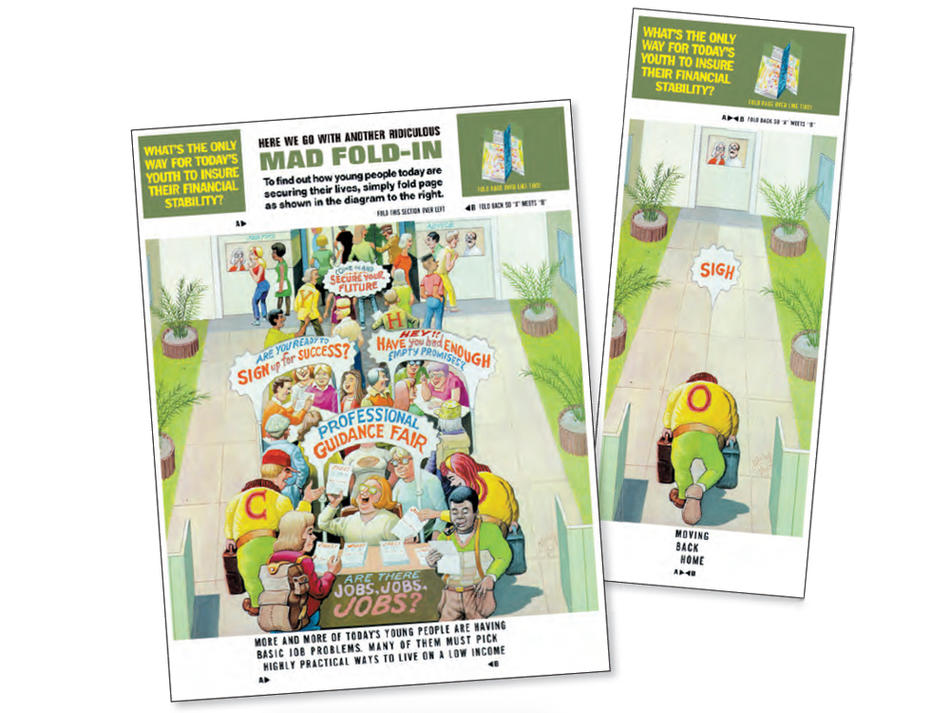 WHAT'S THE ONLY
WAY FOR TODAY'S
YOUTH TO INSURE
THEIR FINANCIAL
STABILITY?
HERE WE GO WITH ANOTHER RIDICULOUS
MAD FOLD-IN
To find out how young people today are
securing their lives, simply fold page
as shown in the diagram to the right.
FOLD THIS SECTION OVER LEFT
FOLD PAGE OVER LIKE THIS!
A▶
◀B FOLD BACK SO "A" MEETS "B"
COME IN AND
SECURE YOUR
FUTURE
Y
H
ARE YOU READY TO
SIGN up for SUCCESS?
HEY!!
HAVE you had ENOUGH
EMPTY PROMISES?
PROFESSIONAL
GUIDANCE FAIR
C
ARE THERE
JOBS, JOBS,
JOBS?
MORE AND MORE OF TODAY'S YOUNG PEOPLE ARE HAVING
BASIC JOB PROBLEMS. MANY OF THEM MUST PICK
HIGHLY PRACTICAL WAYS TO LIVE ON A LOW INCOME
A▶
◀B
WHAT'S THE ONLY
WAY FOR TODAY'S
YOUTH TO INSURE
THEIR FINANCIAL
STABILITY?
FOLD PAGE OVER LIKE THIS!
A▶◀B FOLD BACK SO "A" MEETS "B"
SIGH
O
MOVING
BACK
HOME
A▶◀B